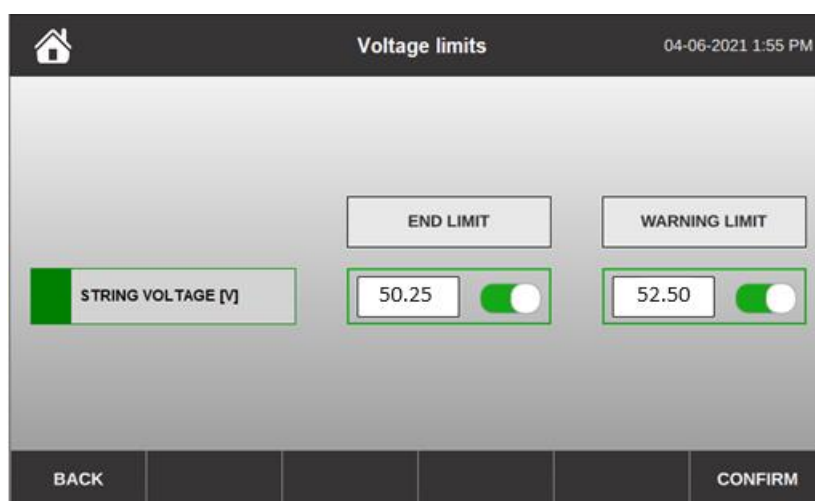 Voltage limits
04-06-2021 1:55 PM
END LIMIT
WARNING LIMIT
STRING VOLTAGE [V]
50.25
52.50
BACK
CONFIRM